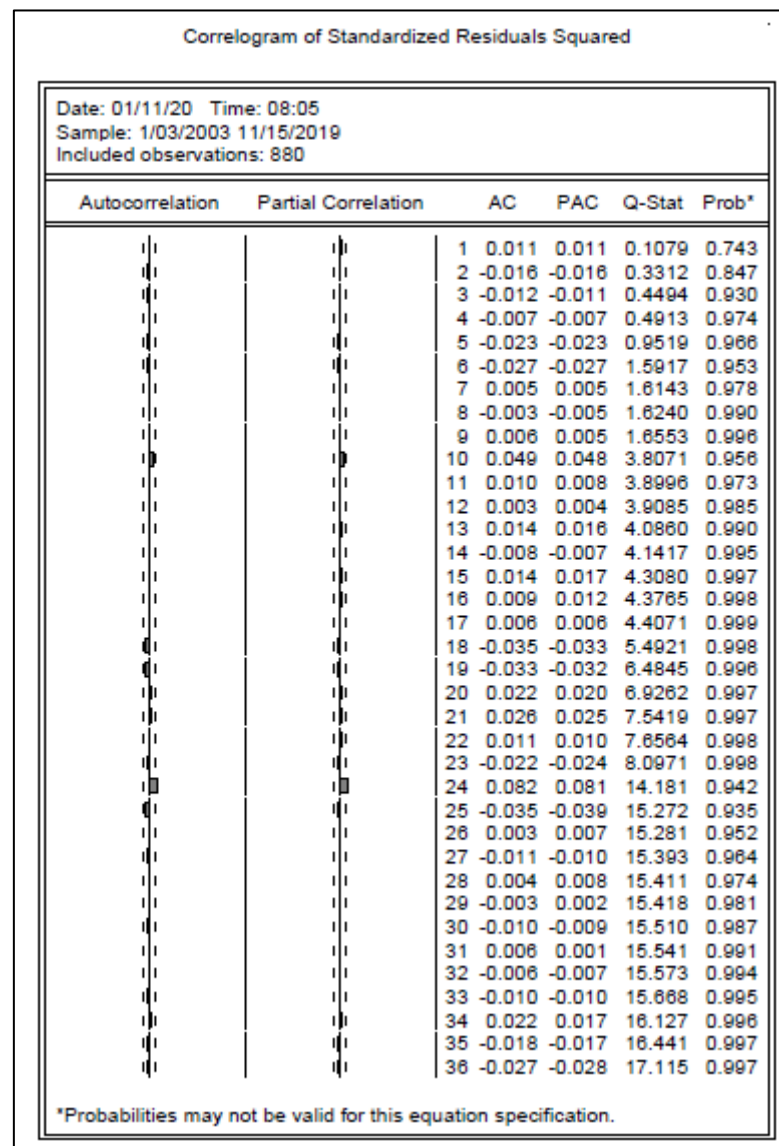 Correlogram of Standardized Residuals Squared
Date: 01/11/20 Time: 08:05
Sample: 1/03/2003 11/15/2019
Included observations: 880
Autocorrelation Partial Correlation AC PAC Q-Stat Prob*
1 0.011 0.011 0.1079 0.743
2 -0.016 -0.016 0.3312 0.847
3 -0.012 -0.011 0.4494 0.930
4 -0.007 -0.007 0.4913 0.974
5 -0.023 -0.023 0.9519 0.966
6 -0.027 -0.027 1.5917 0.953
7 0.005 0.005 1.6143 0.978
8 -0.003 -0.005 1.6240 0.990
9 0.006 0.005 1.6553 0.996
10 0.049 0.048 3.8071 0.956
11 0.010 0.008 3.8996 0.973
12 0.003 0.004 3.9085 0.985
13 0.014 0.016 4.0860 0.990
14 -0.008 -0.007 4.1417 0.995
15 0.014 0.017 4.3080 0.997
16 0.009 0.012 4.3765 0.998
17 0.006 0.006 4.4071 0.999
18 -0.035 -0.033 5.4921 0.998
19 -0.033 -0.032 6.4845 0.996
20 0.022 0.020 6.9262 0.997
21 0.026 0.025 7.5419 0.997
22 0.011 0.010 7.6564 0.998
23 -0.022 -0.024 8.0971 0.998
24 0.082 0.081 14.181 0.942
25 -0.035 -0.039 15.272 0.935
26 0.003 0.007 15.281 0.952
27 -0.011 -0.010 15.393 0.964
28 0.004 0.008 15.411 0.974
29 -0.003 0.002 15.418 0.981
30 -0.010 -0.009 15.510 0.987
31 0.006 0.001 15.541 0.991
32 -0.006 -0.007 15.573 0.994
33 -0.010 -0.010 15.668 0.995
34 0.022 0.017 16.127 0.996
35 -0.018 -0.017 16.441 0.997
36 -0.027 -0.028 17.115 0.997
*Probabilities may not be valid for this equation specification.